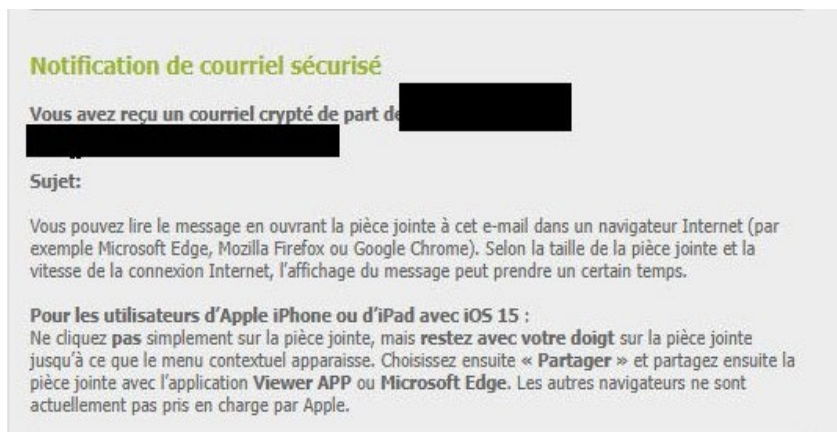 Notification de courriel sécurisé
Vous avez reçu un courriel crypté de part de
Sujet:
Vous pouvez lire le message en ouvrant la pièce jointe à cet e-mail dans un navigateur Internet (par
exemple Microsoft Edge, Mozilla Firefox ou Google Chrome). Selon la taille de la pièce jointe et la
vitesse de la connexion Internet, l'affichage du message peut prendre un certain temps.
Pour les utilisateurs d'Apple iPhone ou d'iPad avec iOS 15 :
Ne cliquez pas simplement sur la pièce jointe, mais restez avec votre doigt sur la pièce jointe
jusqu'à ce que le menu contextuel apparaisse. Choisissez ensuite « Partager » et partagez ensuite la
pièce jointe avec l'application Viewer APP ou Microsoft Edge. Les autres navigateurs ne sont
actuellement pas pris en charge par Apple.